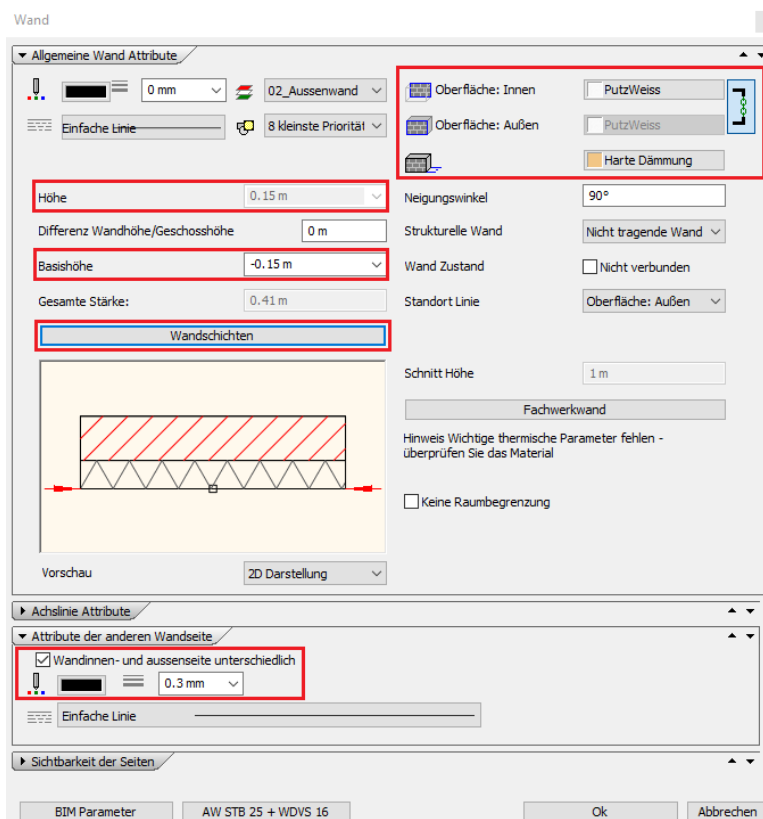 Wand
Allgemeine Wand Attribute
0 mm
02_Aussenwand
Einfache Linie
8 kleinste Priorität
Oberfläche: Innen
PutzWeiss
Oberfläche: Außen
PutzWeiss
Harte Dämmung
Höhe
0.15 m
Neigungswinkel
90°
Differenz Wandhöhe/Geschosshöhe
0 m
Strukturelle Wand
Nicht tragende Wand
Basishöhe
-0.15 m
Wand Zustand
Nicht verbunden
Gesamte Stärke:
0.41 m
Standort Linie
Oberfläche: Außen
Wandschichten
Schnitt Höhe
1 m
Fachwerkwand
Hinweis Wichtige thermische Parameter fehlen -
überprüfen Sie das Material
Keine Raumbegrenzung
Vorschau
2D Darstellung
Achslinie Attribute
Attribute der anderen Wandseite
Wandinnen- und aussenseite unterschiedlich
0.3 mm
Einfache Linie
Sichtbarkeit der Seiten
BIM Parameter
AW STB 25 + WDVS 16
Ok
Abbrechen